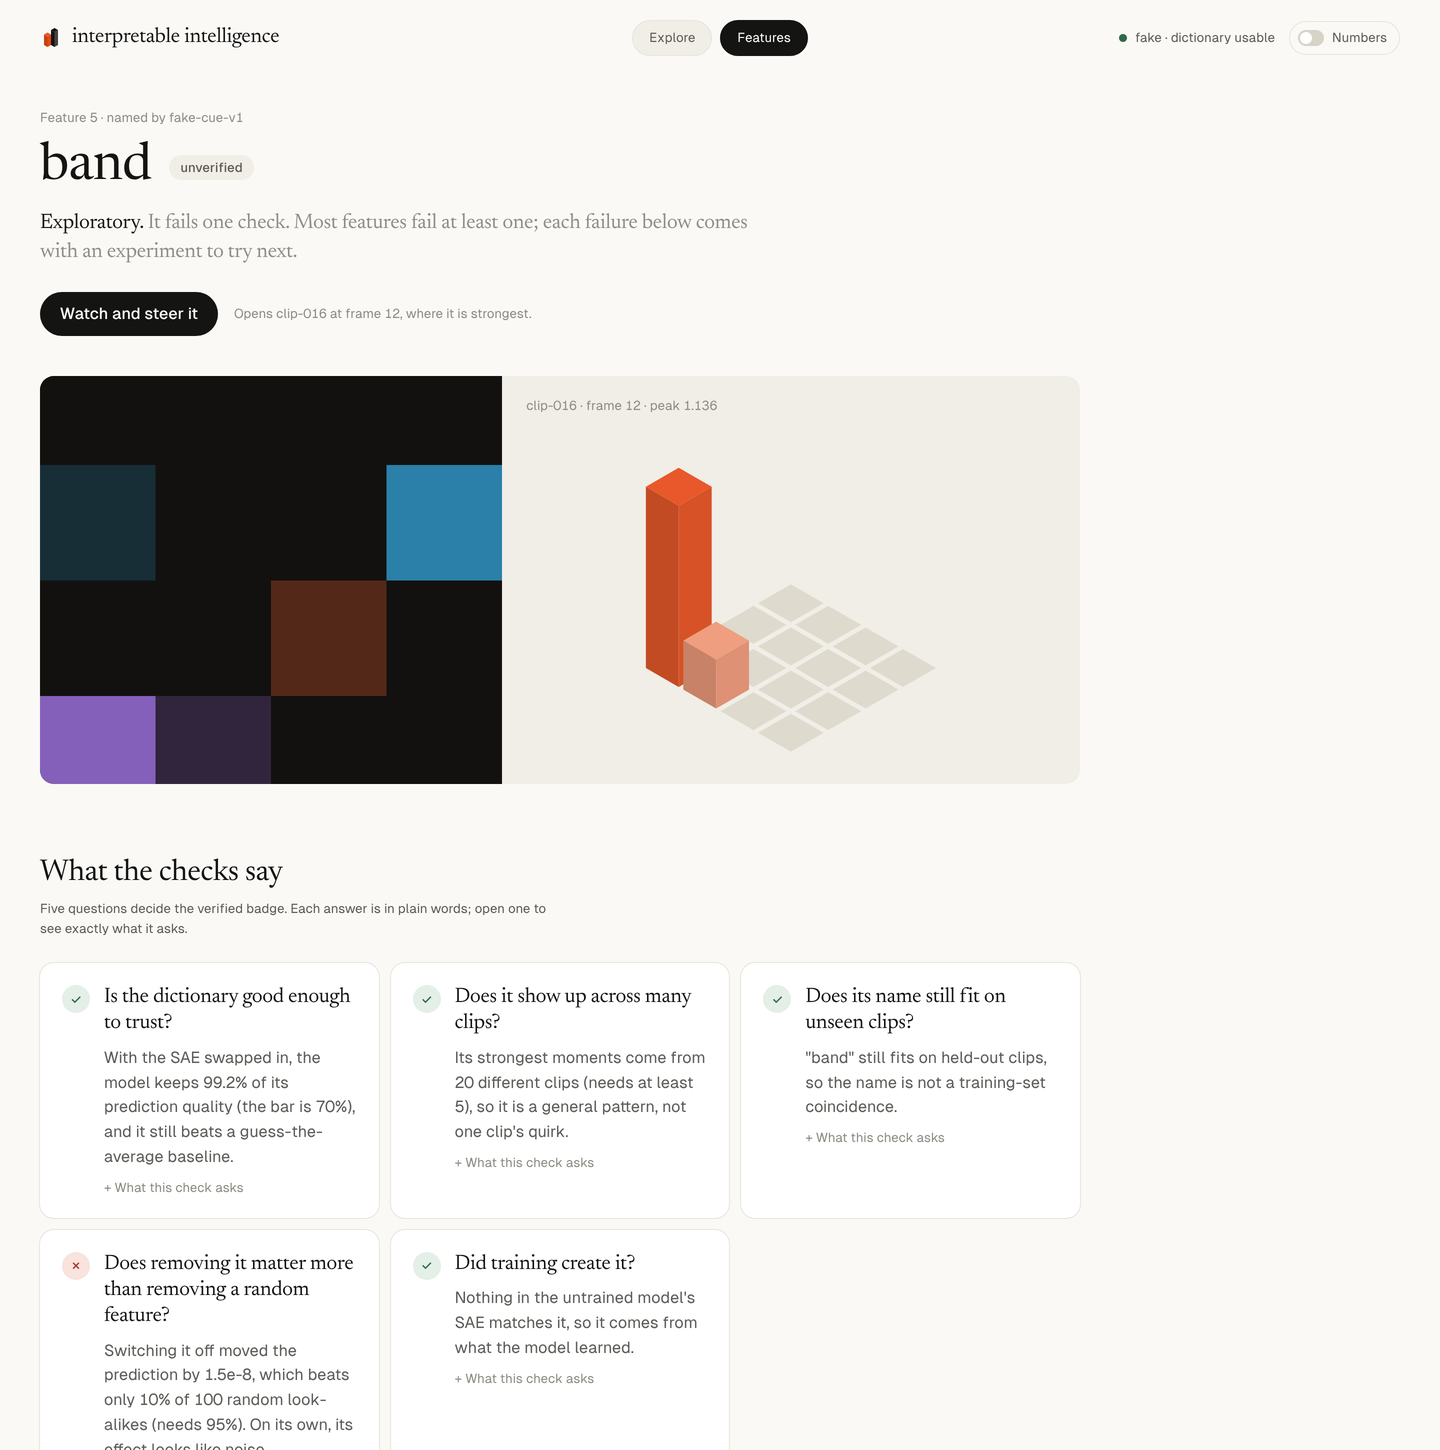 interpretable intelligence
Explore
Features
fake · dictionary usable
Numbers
Feature 5 · named by fake-cue-v1
band
unverified
Exploratory. It fails one check. Most features fail at least one; each failure below comes
with an experiment to try next.
Watch and steer it
Opens clip-016 at frame 12, where it is strongest.
clip-016 · frame 12 · peak 1.136
What the checks say
Five questions decide the verified badge. Each answer is in plain words; open one to
see exactly what it asks.
Is the dictionary good enough
to trust?
With the SAE swapped in, the
model keeps 99.2% of its
prediction quality (the bar is 70%),
and it still beats a guess-the-
average baseline.
+ What this check asks
Does it show up across many
clips?
Its strongest moments come from
20 different clips (needs at least
5), so it is a general pattern, not
one clip's quirk.
+ What this check asks
Does its name still fit on
unseen clips?
"band" still fits on held-out clips,
so the name is not a training-set
coincidence.
+ What this check asks
Does removing it matter more
than removing a random
feature?
Switching it off moved the
prediction by 1.5e-8, which beats
only 10% of 100 random look-
alikes (needs 95%). On its own, its
effect looks like noise.
Did training create it?
Nothing in the untrained model's
SAE matches it, so it comes from
what the model learned.
+ What this check asks